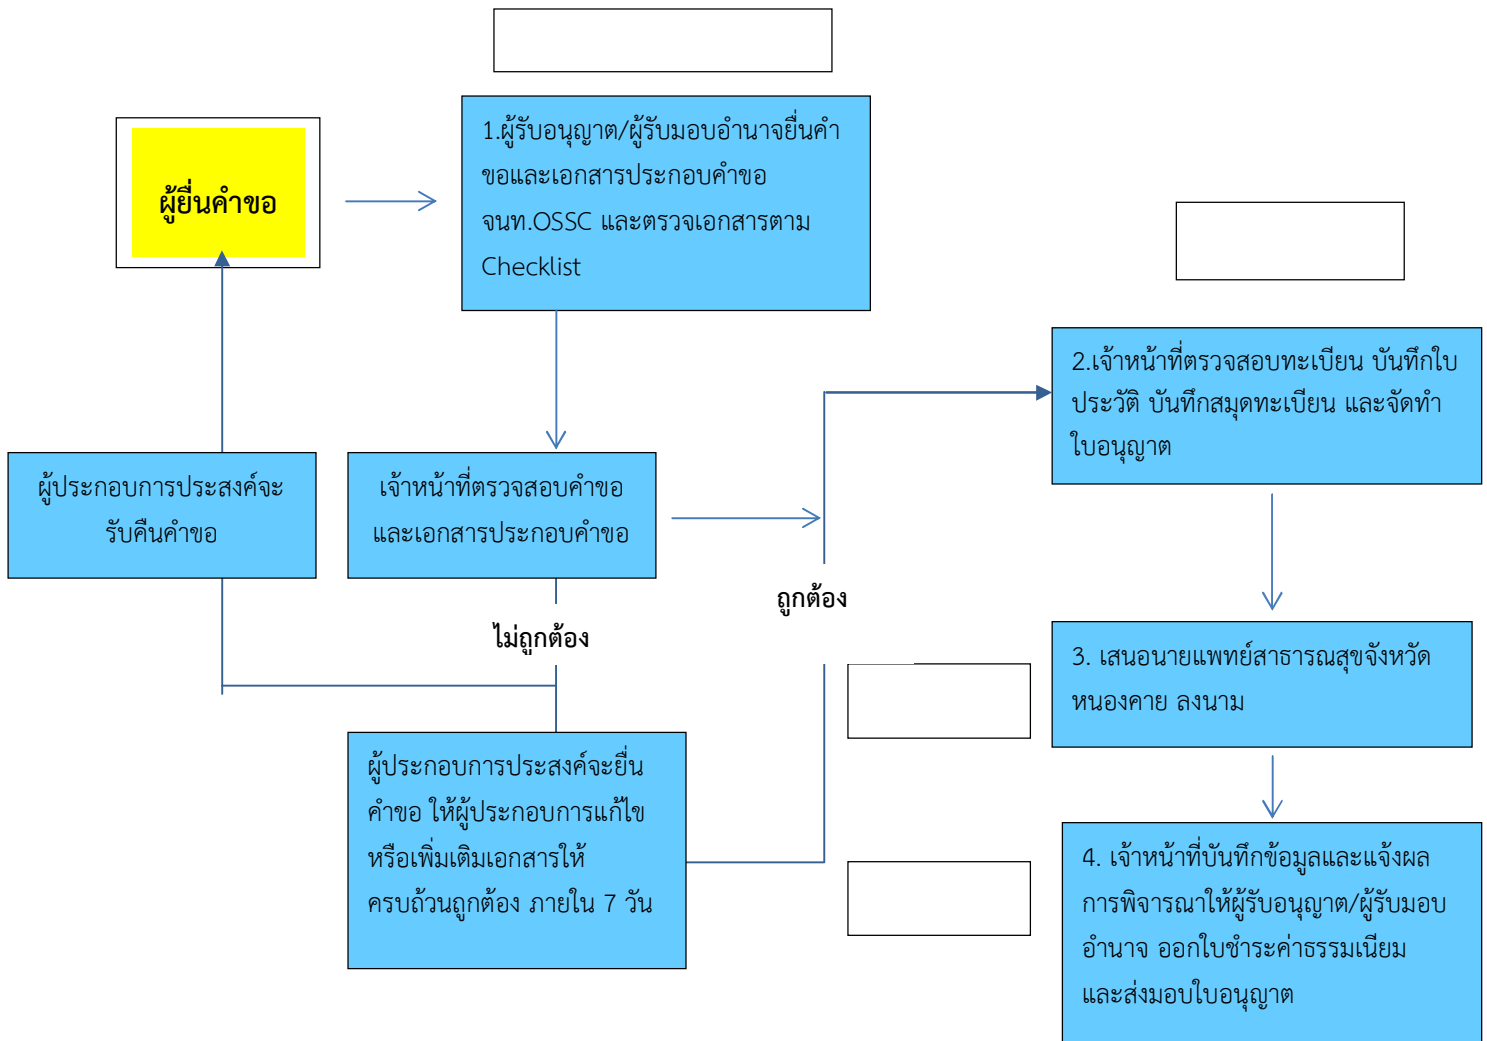 ผู้ยื่นคำขอ
1.ผู้รับอนุญาต/ผู้รับมอบอำนาจยื่นคำ
ขอและเอกสารประกอบคำขอ
จนท.OSSC และตรวจเอกสารตาม
Checklist
2.เจ้าหน้าที่ตรวจสอบทะเบียน บันทึกใบ
ประวัติ บันทึกสมุดทะเบียน และจัดทำ
ใบอนุญาต
ผู้ประกอบการประสงค์จะ
รับคืนคำขอ
เจ้าหน้าที่ตรวจสอบคำขอ
และเอกสารประกอบคำขอ
ถูกต้อง
ไม่ถูกต้อง
3. เสนอนายแพทย์สาธารณสุขจังหวัด
หนองคาย ลงนาม
ผู้ประกอบการประสงค์จะยื่น
คำขอ ให้ผู้ประกอบการแก้ไข
หรือเพิ่มเติมเอกสารให้
ครบถ้วนถูกต้อง ภายใน 7 วัน
4. เจ้าหน้าที่บันทึกข้อมูลและแจ้งผล
การพิจารณาให้ผู้รับอนุญาต/ผู้รับมอบ
อำนาจ ออกใบชำระค่าธรรมเนียม
และส่งมอบใบอนุญาต